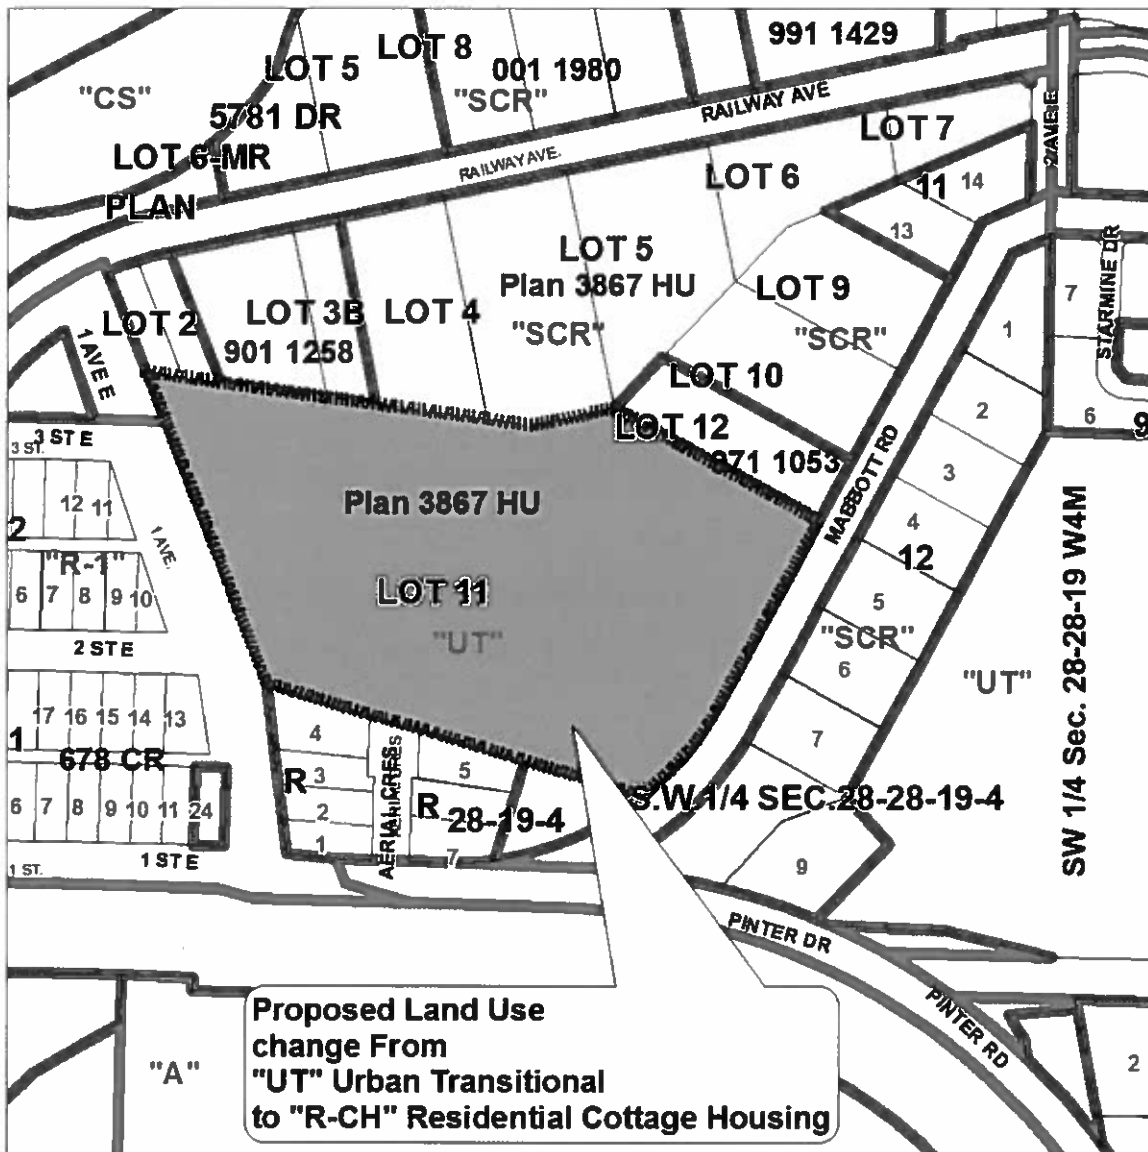 991 1429
LOT 8
LOT 5
001 1980
"CS"
"SCR"
RAILWAY AVE
5781 DR
2 AVE E
LOT 7
LOT 6-MR
RAILWAY AVE.
LOT 6
14
11
PLAN
13
LOT 5
Plan 3867 HU
STARMINE DR
7
LOT 9
LOT 2
LOT 3B
LOT 4
"SCR"
"SCR"
1
901 1258
1 AVE E
LOT 10
2
6
9
LOT 12
3 ST E
3 ST.
971 1053
MABBOTT RD
3
12
11
Plan 3867 HU
4
2
1 AVE.
12
"R-1"
SW 1/4 Sec. 28-28-19 W4M
6
7
8
9
10
LOT 11
5
"SCR"
2 ST E
"UT"
6
"UT"
17
16
15
14
13
4
7
1
678 CR
5
R
3
AERIAL CRES
R
S.W.1/4 SEC.28-28-19-4
6
7
8
9
10
11
24
2
28-19-4
1
7
1 ST E
1 ST.
9
PINTER DR
PINTER RD
"A"
2
Proposed Land Use
change From
"UT" Urban Transitional
to "R-CH" Residential Cottage Housing